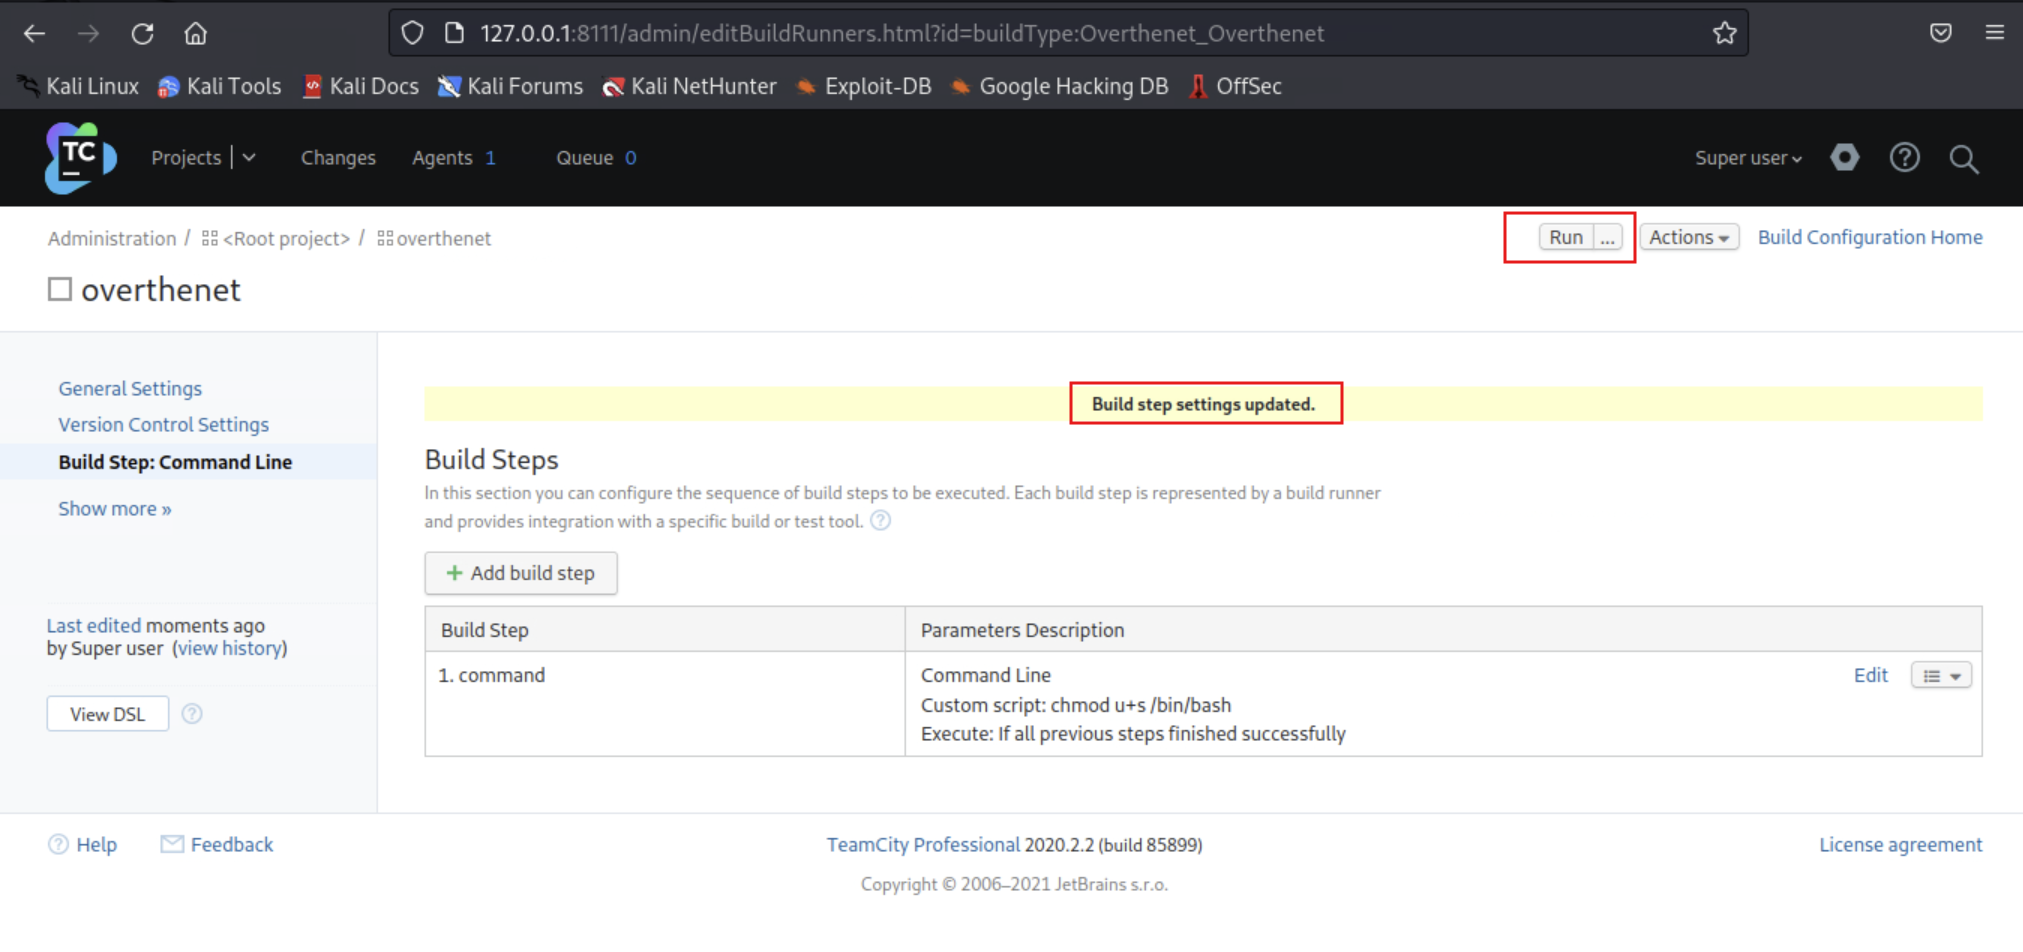 127.0.0.1:8111/admin/editBuildRunners.html?id=buildType:Overthenet_Overthenet
Kali Linux Kali Tools Kali Docs Kali Forums Kali NetHunter Exploit-DB Google Hacking DB OffSec
TC Projects Changes Agents 1 Queue 0 Super user
Administration / <Root project> / overthenet Run ... Actions Build Configuration Home
overthenet
General Settings
Version Control Settings
Build Step: Command Line
Show more »
Last edited moments ago
by Super user (view history)
View DSL ?
Build step settings updated.
Build Steps
In this section you can configure the sequence of build steps to be executed. Each build step is represented by a build runner
and provides integration with a specific build or test tool. ?
+ Add build step
Build Step Parameters Description
1. command Command Line Edit
Custom script: chmod u+s /bin/bash
Execute: If all previous steps finished successfully
? Help Feedback TeamCity Professional 2020.2.2 (build 85899) License agreement
Copyright © 2006–2021 JetBrains s.r.o.